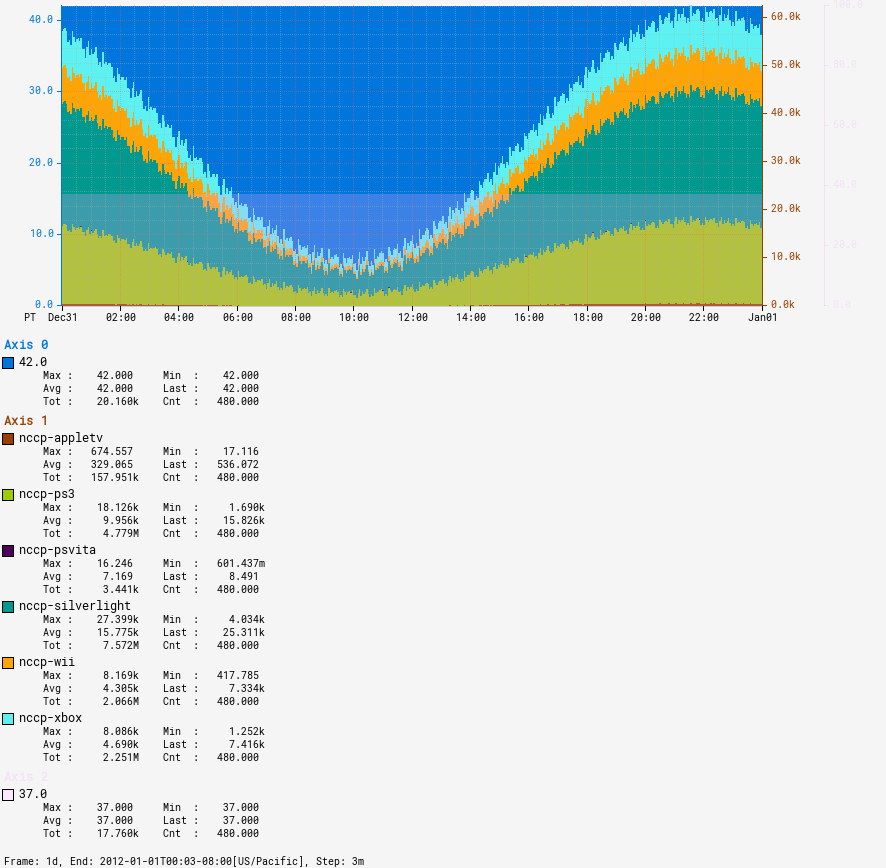 40.0
30.0
20.0
10.0
0.0
60.0k
50.0k
40.0k
30.0k
20.0k
10.0k
0.0k
100.0
80.0
60.0
40.0
20.0
0.0
PT Dec31 02:00 04:00 06:00 08:00 10:00 12:00 14:00 16:00 18:00 20:00 22:00 Jan01
Axis 0
42.0
Max : 42.000 Min : 42.000
Avg : 42.000 Last : 42.000
Tot : 20.160k Cnt : 480.000
Axis 1
nccp-appletv
Max : 674.557 Min : 17.116
Avg : 329.065 Last : 536.072
Tot : 157.951k Cnt : 480.000
nccp-ps3
Max : 18.126k Min : 1.690k
Avg : 9.956k Last : 15.826k
Tot : 4.779M Cnt : 480.000
nccp-psvita
Max : 16.246 Min : 601.437m
Avg : 7.169 Last : 8.491
Tot : 3.441k Cnt : 480.000
nccp-silverlight
Max : 27.399k Min : 4.034k
Avg : 15.775k Last : 25.311k
Tot : 7.572M Cnt : 480.000
nccp-wii
Max : 8.169k Min : 417.785
Avg : 4.305k Last : 7.334k
Tot : 2.066M Cnt : 480.000
nccp-xbox
Max : 8.086k Min : 1.252k
Avg : 4.690k Last : 7.416k
Tot : 2.251M Cnt : 480.000
Axis 2
37.0
Max : 37.000 Min : 37.000
Avg : 37.000 Last : 37.000
Tot : 17.760k Cnt : 480.000
Frame: 1d, End: 2012-01-01T00:03-08:00[US/Pacific], Step: 3m